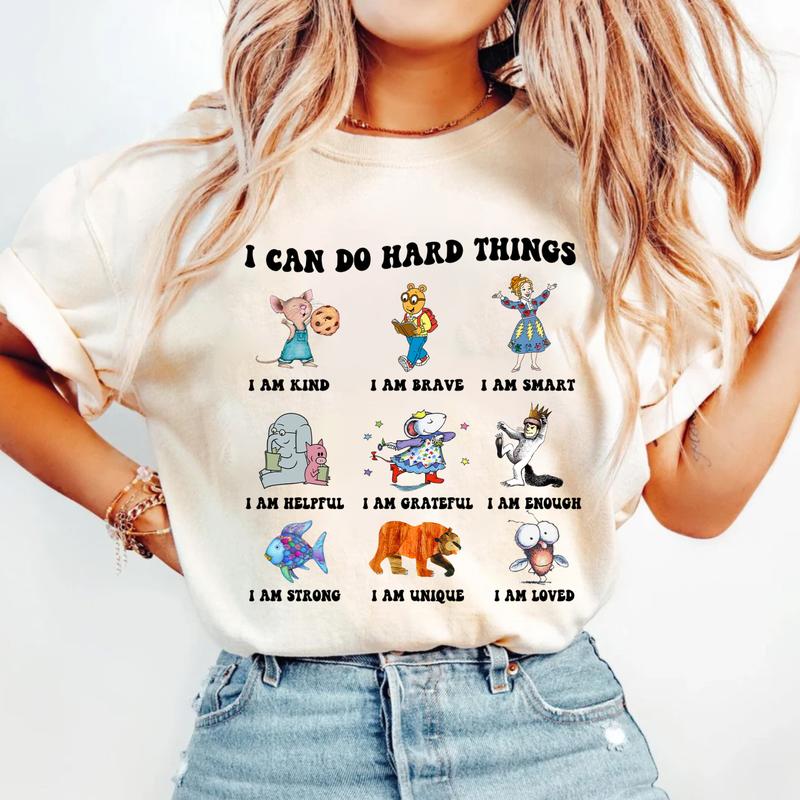 I CAN DO HARD THINGS
I AM KIND I AM BRAVE I AM SMART
I AM HELPFUL I AM GRATEFUL I AM ENOUGH
I AM STRONG I AM UNIQUE I AM LOVED